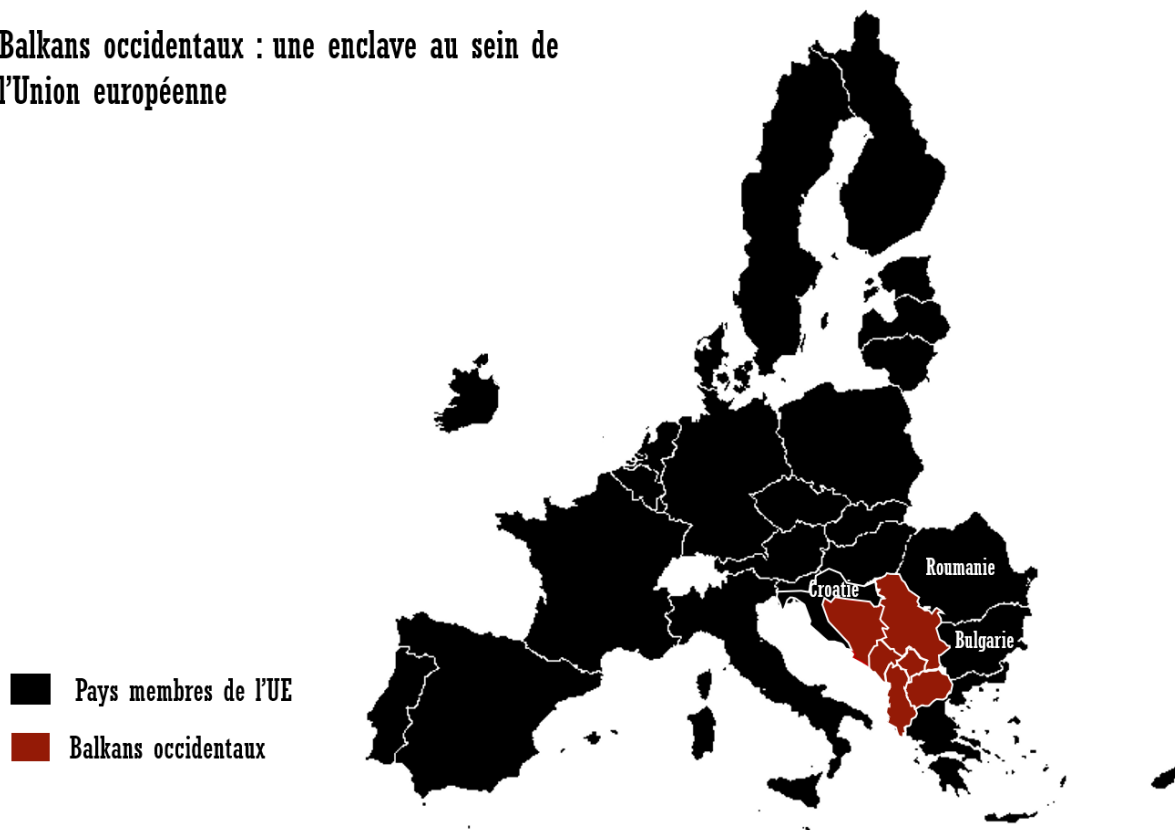 Balkans occidentaux : une enclave au sein de
l'Union européenne
Roumanie
Croatie
Bulgarie
Pays membres de l'UE
Balkans occidentaux